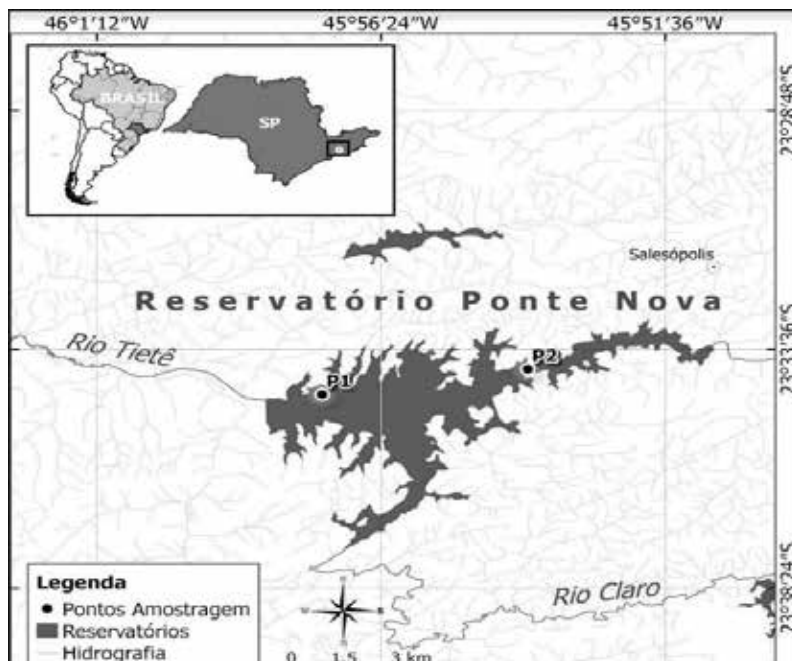 46°1'12"W 45°56'24"W 45°51'36"W
BRASIL
SP
23°28'48"S
Salesópolis
Reservatório Ponte Nova
23°33'36"S
Rio Tietê
P2
P1
23°38'24"S
Rio Claro
Legenda
Pontos Amostragem
Reservatórios
Hidrografia
0 1,5 3 km